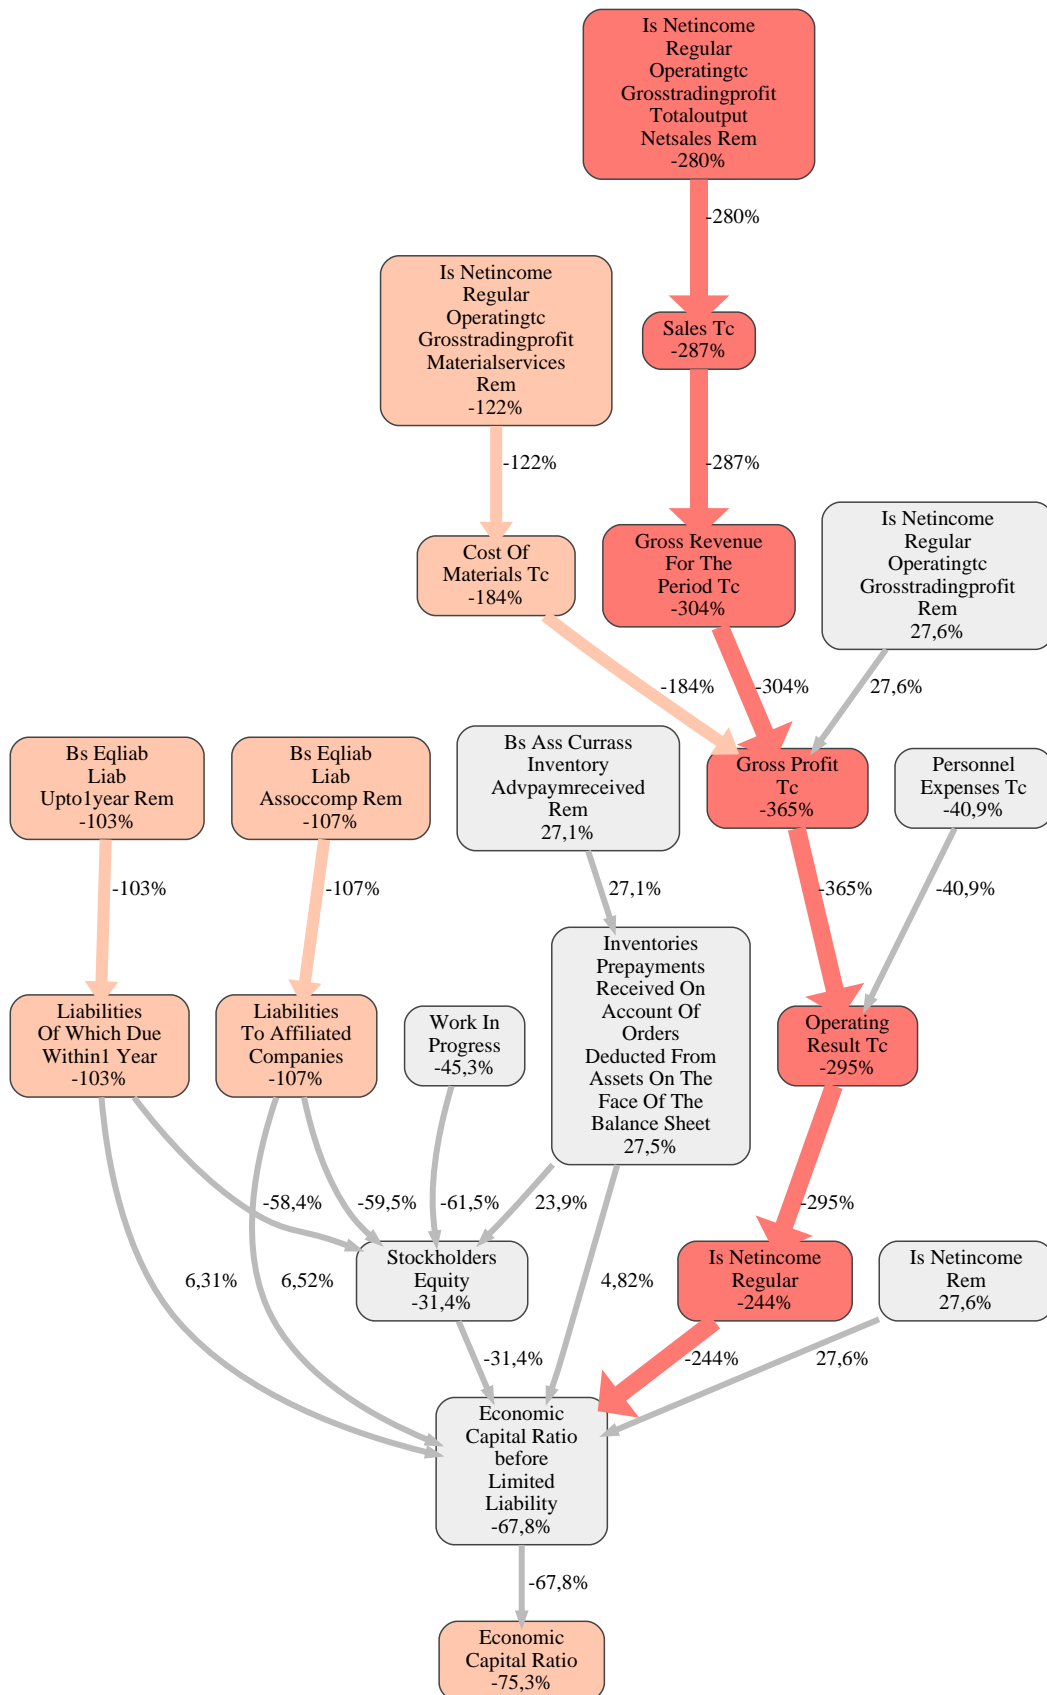 Is Netincome
Regular
Operatingtc
Grosstradingprofit
Totaloutput
Netsales Rem
-280%
-280%
Is Netincome
Regular
Operatingtc
Grosstradingprofit
Materialservices
Rem
-122%
Sales Tc
-287%
-122%
-287%
Is Netincome
Regular
Operatingtc
Grosstradingprofit
Rem
27,6%
Cost Of
Materials Tc
-184%
Gross Revenue
For The
Period Tc
-304%
-184%
-304%
27,6%
Bs Eqliab
Liab
Upto1year Rem
-103%
Bs Eqliab
Liab
Assoccomp Rem
-107%
Bs Ass Currass
Inventory
Advpaymreceived
Rem
27,1%
Gross Profit
Tc
-365%
Personnel
Expenses Tc
-40,9%
-103%
-107%
27,1%
-365%
-40,9%
Liabilities
Of Which Due
Within1 Year
-103%
Liabilities
To Affiliated
Companies
-107%
Work In
Progress
-45,3%
Inventories
Prepayments
Received On
Account Of
Orders
Deducted From
Assets On The
Face Of The
Balance Sheet
27,5%
Operating
Result Tc
-295%
-58,4%
-59,5%
-61,5%
23,9%
-295%
Stockholders
Equity
-31,4%
Is Netincome
Regular
-244%
Is Netincome
Rem
27,6%
6,31%
6,52%
4,82%
-31,4%
-244%
27,6%
Economic
Capital Ratio
before
Limited
Liability
-67,8%
-67,8%
Economic
Capital Ratio
-75,3%